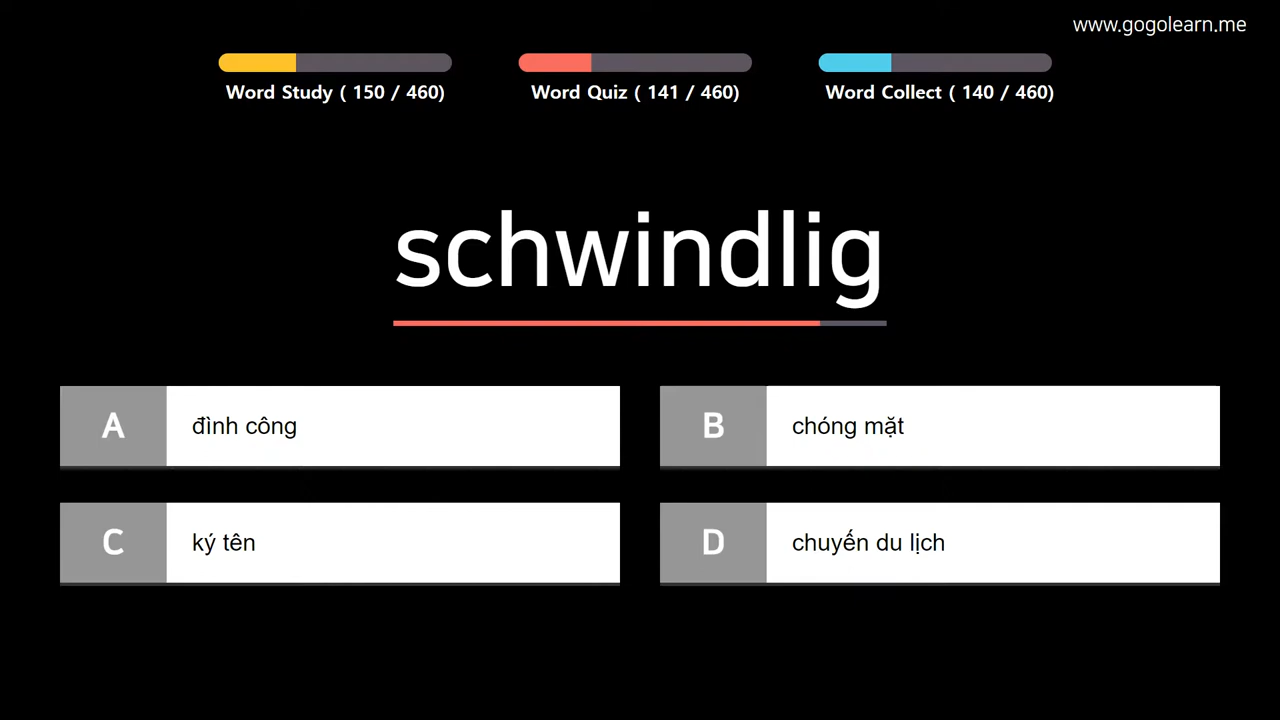 www.gogolearn.me
Word Study ( 150 / 460)
Word Quiz ( 141 / 460)
Word Collect ( 140 / 460)
schwindlig
A đình công
B chóng mặt
C ký tên
D chuyến du lịch